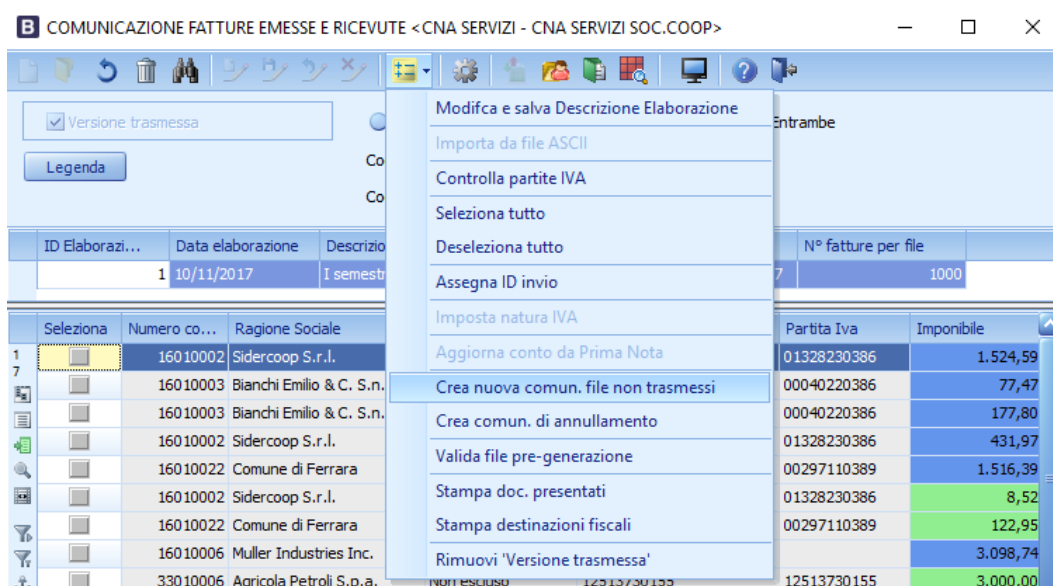 B COMUNICAZIONE FATTURE EMESSE E RICEVUTE <CNA SERVIZI - CNA SERVIZI SOC.COOP>
Versione trasmessa
Entrambe
Legenda
Co
Co
Modifca e salva Descrizione Elaborazione
Importa da file ASCII
Controlla partite IVA
Seleziona tutto
Deseleziona tutto
Assegna ID invio
Imposta natura IVA
Aggiorna conto da Prima Nota
Crea nuova comun. file non trasmessi
Crea comun. di annullamento
Valida file pre-generazione
Stampa doc. presentati
Stampa destinazioni fiscali
Rimuovi 'Versione trasmessa'
ID Elaborazi... Data elaborazione Descrizio N° fatture per file
1 10/11/2017 I semestr 7 1000
Seleziona Numero co... Ragione Sociale Partita Iva Imponibile
1 16010002 Sidercoop S.r.l. 01328230386 1.524,59
7 16010003 Bianchi Emilio & C. S.n. 00040220386 77,47
16010003 Bianchi Emilio & C. S.n. 00040220386 177,80
16010002 Sidercoop S.r.l. 01328230386 431,97
16010022 Comune di Ferrara 00297110389 1.516,39
16010002 Sidercoop S.r.l. 01328230386 8,52
16010022 Comune di Ferrara 00297110389 122,95
16010006 Muller Industries Inc. 3.098,74
33010006 Agricola Petroli S.p.a. Non escluso 12513730155 12513730155 3.000,00